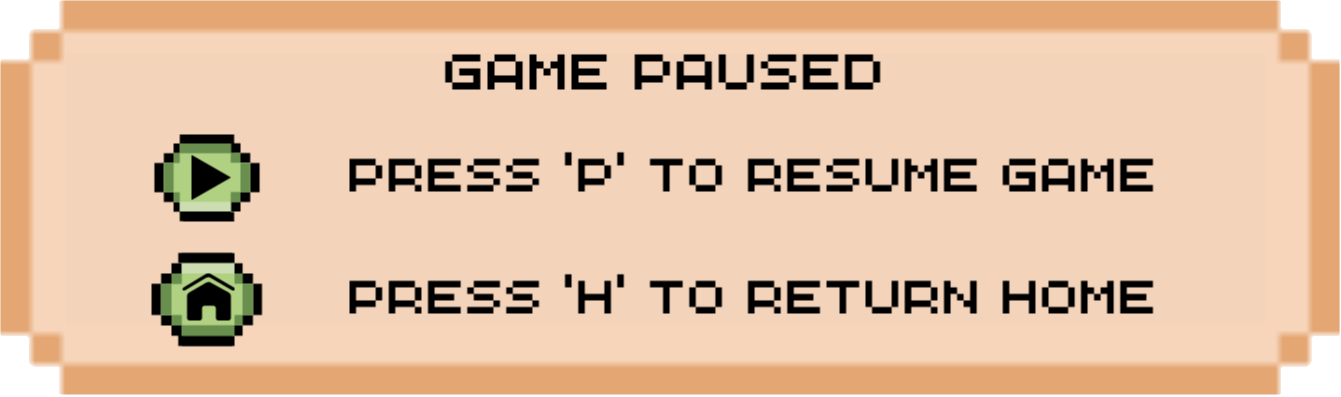 GAME PAUSED
PRESS 'P' TO RESUME GAME
PRESS 'H' TO RETURN HOME